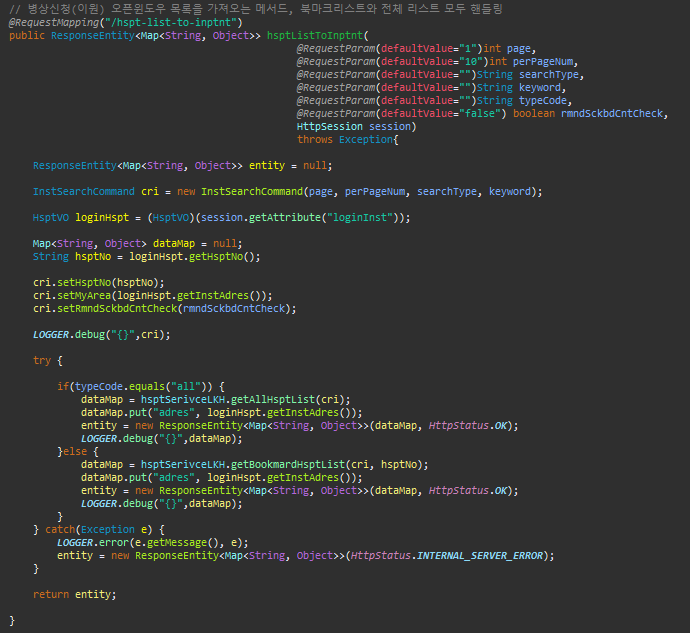 // 병상신청(이원) 오픈윈도우 목록을 가져오는 메서드, 북마크리스트와 전체 리스트 모두 핸들링
@RequestMapping("/hspt-list-to-inptnt")
public ResponseEntity<Map<String, Object>> hsptListToInptnt(
@RequestParam(defaultValue="1")int page,
@RequestParam(defaultValue="10")int perPageNum,
@RequestParam(defaultValue="")String searchType,
@RequestParam(defaultValue="")String keyword,
@RequestParam(defaultValue="")String typeCode,
@RequestParam(defaultValue="false") boolean rmndSckbdCntCheck,
HttpSession session)
throws Exception{
ResponseEntity<Map<String, Object>> entity = null;
InstSearchCommand cri = new InstSearchCommand(page, perPageNum, searchType, keyword);
HsptVO loginHspt = (HsptVO)(session.getAttribute("loginInst"));
Map<String, Object> dataMap = null;
String hsptNo = loginHspt.getHsptNo();
cri.setHsptNo(hsptNo);
cri.setMyArea(loginHspt.getInstAdres());
cri.setRmndSckbdCntCheck(rmndSckbdCntCheck);
LOGGER.debug("{}",cri);
try {
if(typeCode.equals("all")) {
dataMap = hsptSerivceLKH.getAllHsptList(cri);
dataMap.put("adres", loginHspt.getInstAdres());
entity = new ResponseEntity<Map<String, Object>>(dataMap, HttpStatus.OK);
LOGGER.debug("{}",dataMap);
}else {
dataMap = hsptSerivceLKH.getBookmardHsptList(cri, hsptNo);
dataMap.put("adres", loginHspt.getInstAdres());
entity = new ResponseEntity<Map<String, Object>>(dataMap, HttpStatus.OK);
LOGGER.debug("{}",dataMap);
}
} catch(Exception e) {
LOGGER.error(e.getMessage(), e);
entity = new ResponseEntity<Map<String, Object>>(HttpStatus.INTERNAL_SERVER_ERROR);
}
return entity;
}